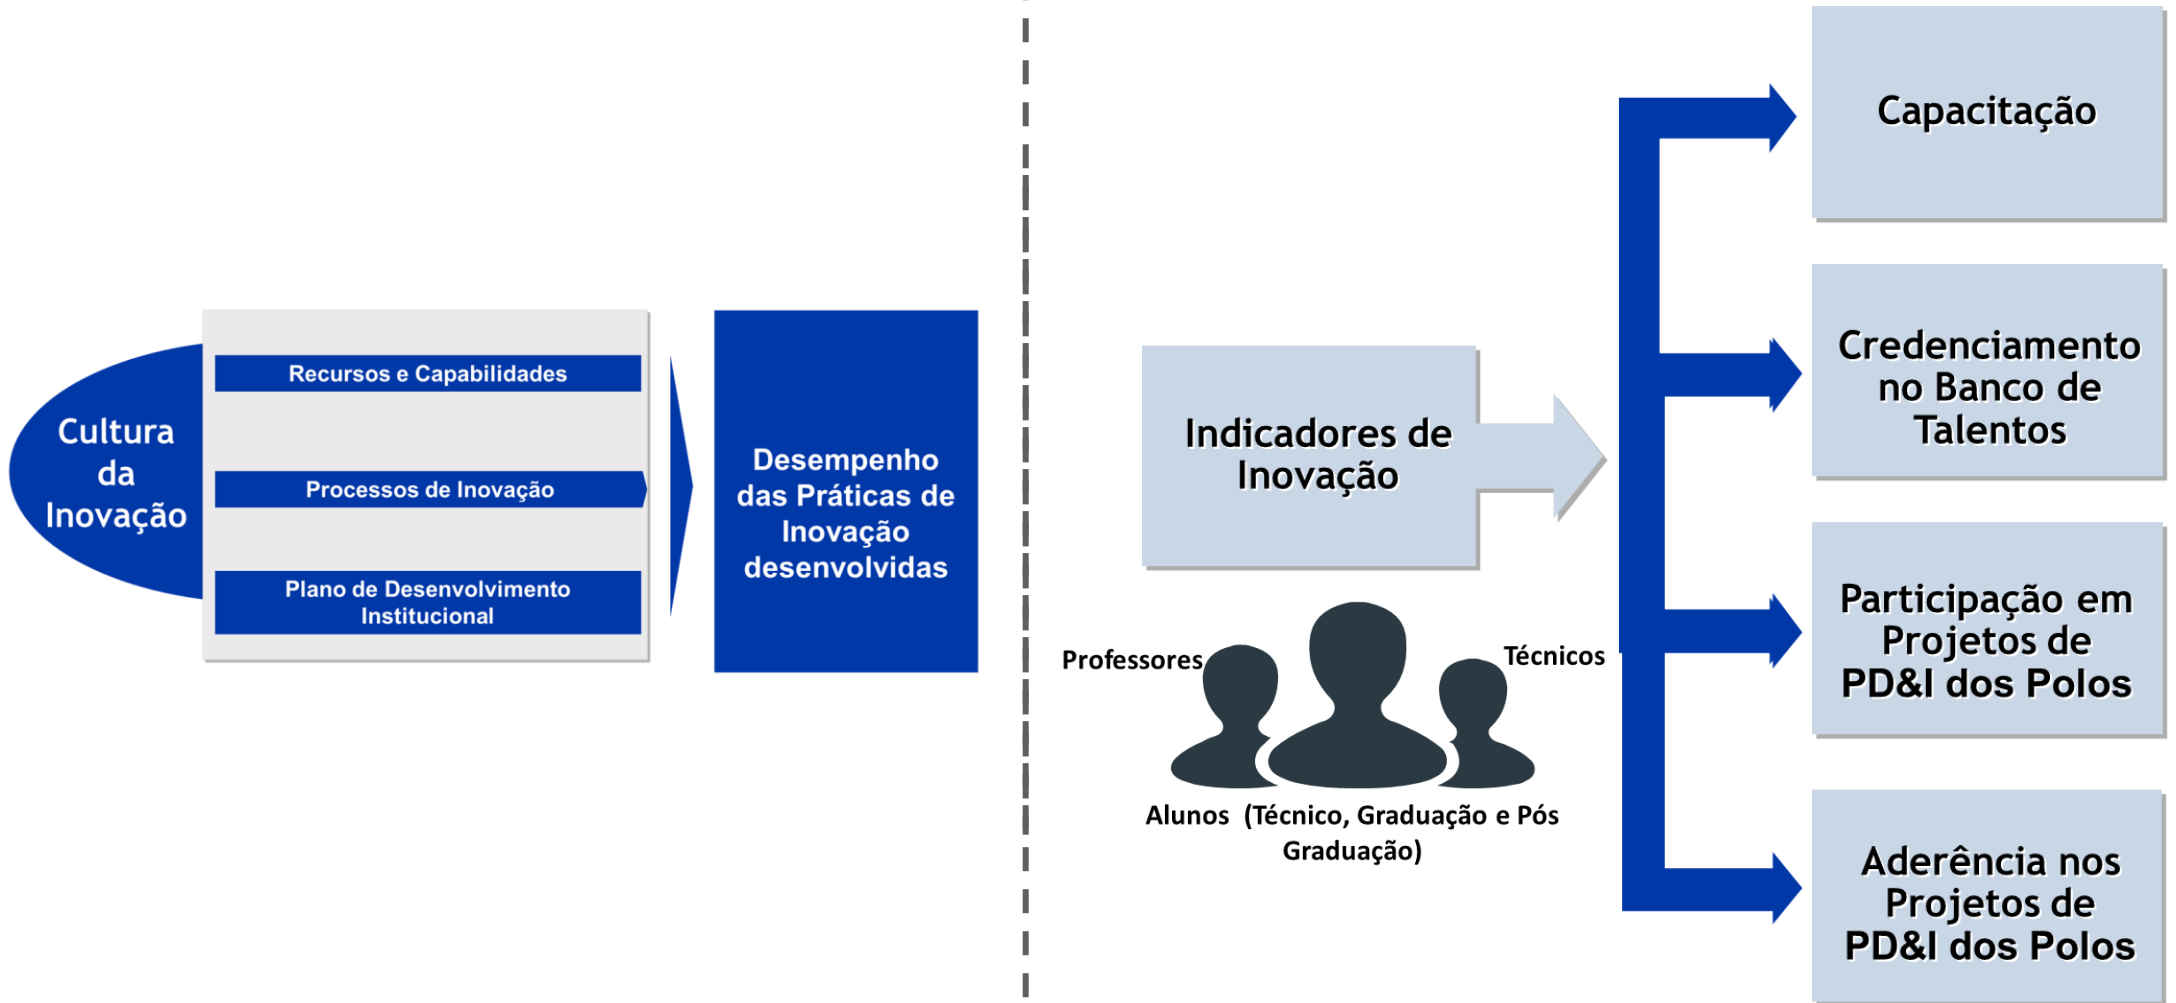 Cultura
da
Inovação
Recursos e Capabilidades
Processos de Inovação
Plano de Desenvolvimento
Institucional
Desempenho
das Práticas de
Inovação
desenvolvidas
Indicadores de
Inovação
Professores
Técnicos
Alunos (Técnico, Graduação e Pós
Graduação)
Capacitação
Credenciamento
no Banco de
Talentos
Participação em
Projetos de
PD&I dos Polos
Aderência nos
Projetos de
PD&I dos Polos